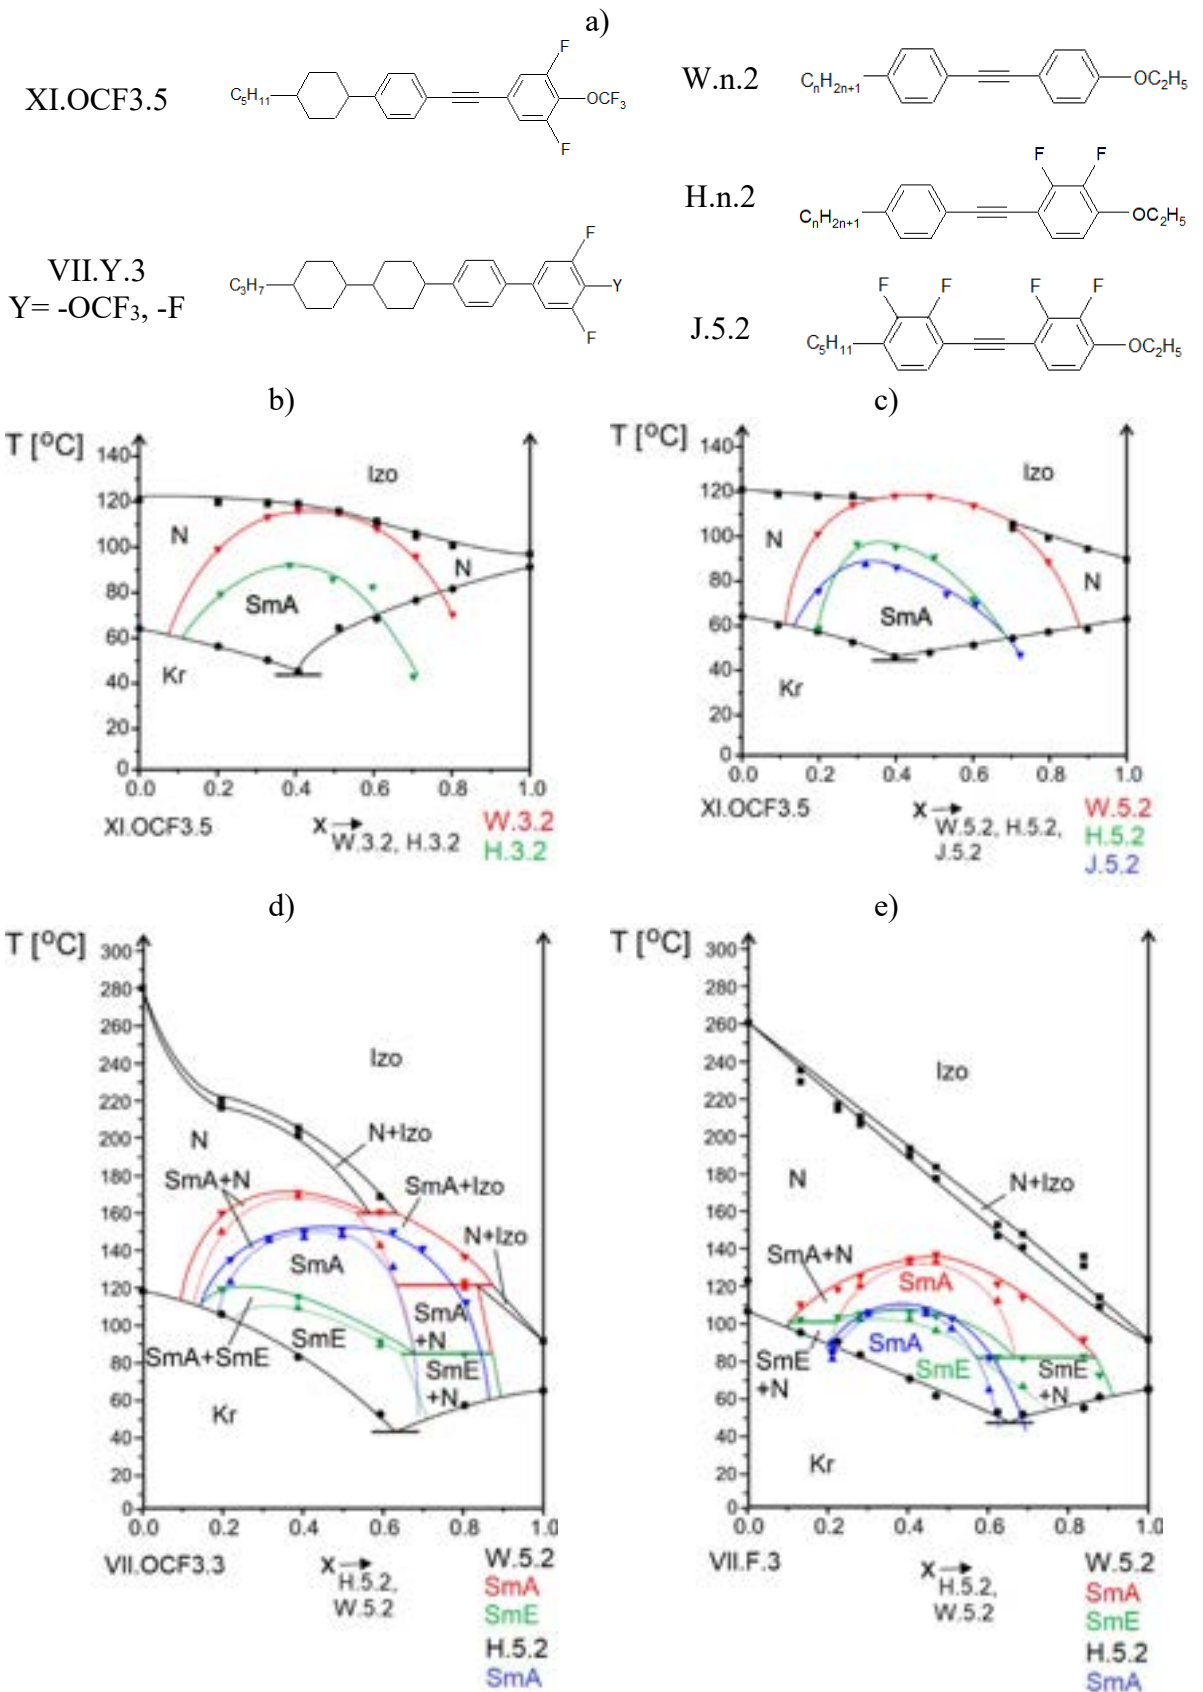 a)
XI.OCF3.5
C5H11
F
OCF3
F
W.n.2
CnH2n+1
OC2H5
H.n.2
F F
CnH2n+1
OC2H5
VII.Y.3
Y= -OCF3, -F
C3H7
F
Y
F
J.5.2
F F F F
C5H11
OC2H5
b)
T [°C]
140
120
100
80
60
40
20
0
Izo
N
N
SmA
Kr
0.0 0.2 0.4 0.6 0.8 1.0
XI.OCF3.5
x
W.3.2, H.3.2
W.3.2
H.3.2
c)
T [°C]
140
120
100
80
60
40
20
0
Izo
N
N
SmA
Kr
0.0 0.2 0.4 0.6 0.8 1.0
XI.OCF3.5
x
W.5.2, H.5.2,
J.5.2
W.5.2
H.5.2
J.5.2
d)
T [°C]
300
280
260
240
220
200
180
160
140
120
100
80
60
40
20
0
Izo
N
N+Izo
SmA+N
SmA+Izo
N+Izo
SmA
SmA
+N
SmE
SmA+SmE
SmE
+N
Kr
0.0 0.2 0.4 0.6 0.8 1.0
VII.OCF3.3
x
H.5.2,
W.5.2
W.5.2
SmA
SmE
H.5.2
SmA
e)
T [°C]
300
280
260
240
220
200
180
160
140
120
100
80
60
40
20
0
Izo
N
N+Izo
SmA+N
SmA
SmA
SmE
+N
SmE
SmE
+N
Kr
0.0 0.2 0.4 0.6 0.8 1.0
VII.F.3
x
H.5.2,
W.5.2
W.5.2
SmA
SmE
H.5.2
SmA